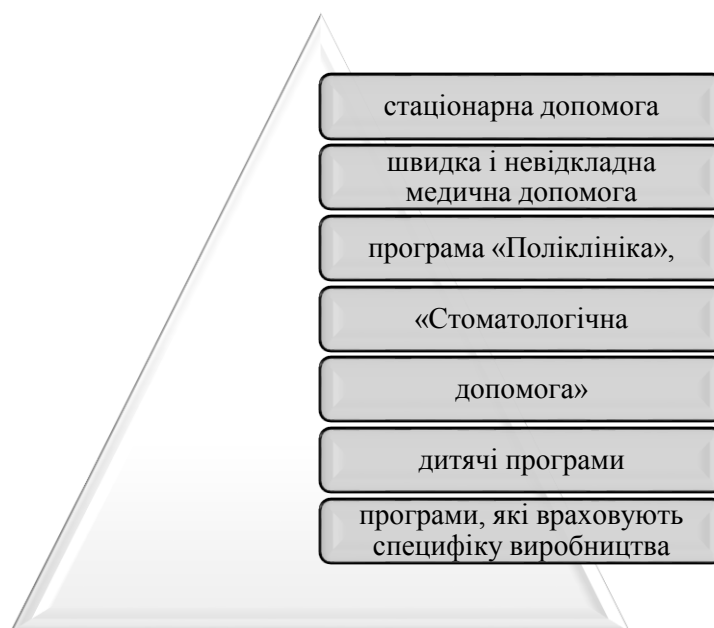 стаціонарна допомога
швидка і невідкладна
медична допомога
програма «Поліклініка»,
«Стоматологічна
допомога»
дитячі програми
програми, які враховують
специфіку виробництва